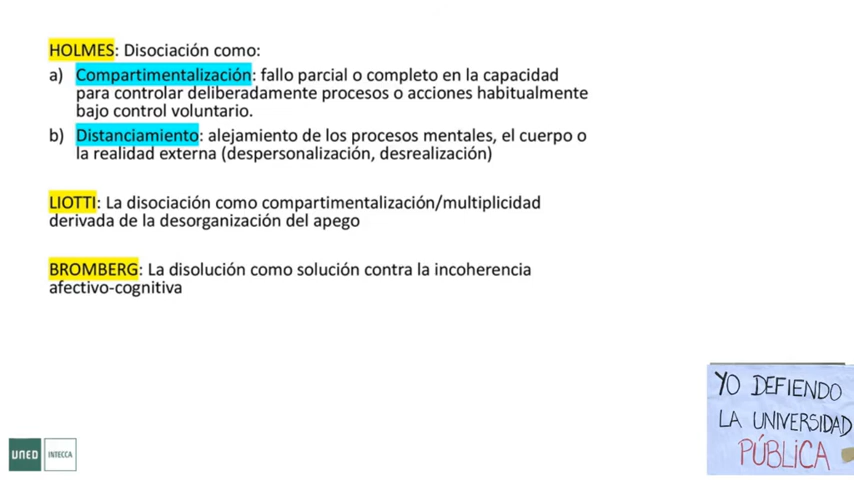 HOLMES: Disociación como:
a) Compartimentalización: fallo parcial o completo en la capacidad
para controlar deliberadamente procesos o acciones habitualmente
bajo control voluntario.
b) Distanciamiento: alejamiento de los procesos mentales, el cuerpo o
la realidad externa (despersonalización, desrealización)
LIOTTI: La disociación como compartimentalización/multiplicidad
derivada de la desorganización del apego
BROMBERG: La disolución como solución contra la incoherencia
afectivo-cognitiva
YO DEFIENDO
LA UNIVERSIDAD
PÚBLICA
UNED INTECCA